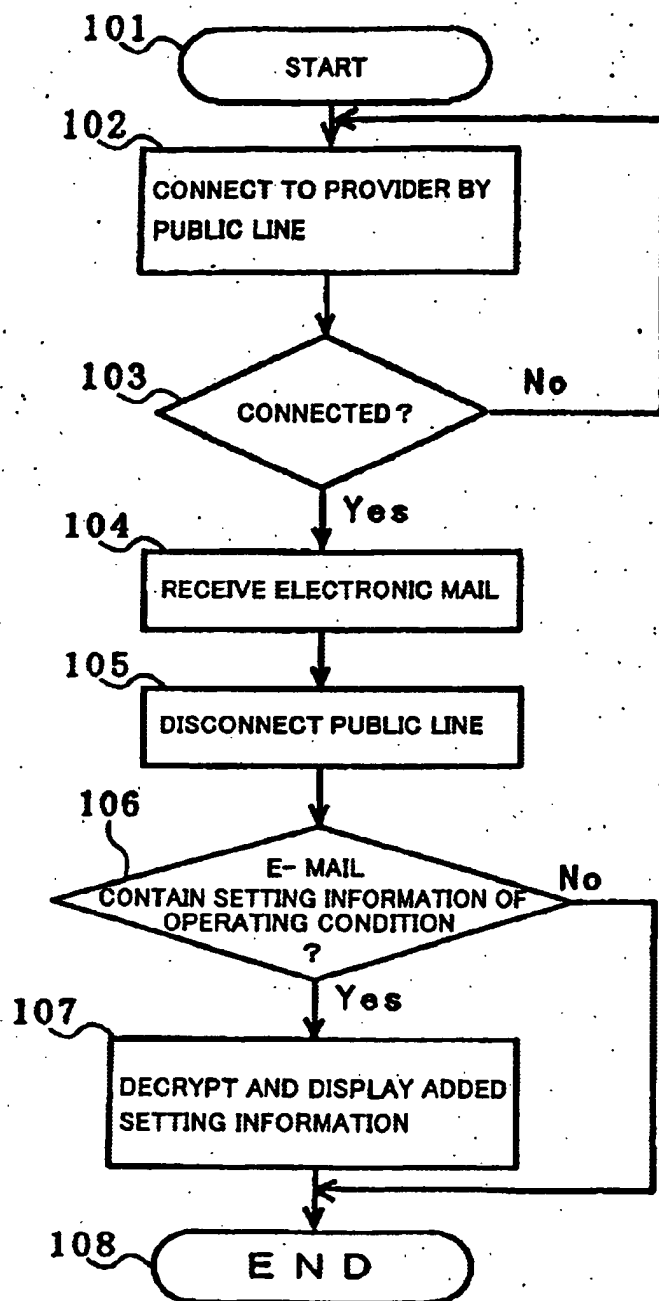 101
START
102
CONNECT TO PROVIDER BY
PUBLIC LINE
103
CONNECTED ?
No
Yes
104
RECEIVE ELECTRONIC MAIL
105
DISCONNECT PUBLIC LINE
106
E- MAIL
CONTAIN SETTING INFORMATION OF
OPERATING CONDITION
?
No
Yes
107
DECRYPT AND DISPLAY ADDED
SETTING INFORMATION
108
END